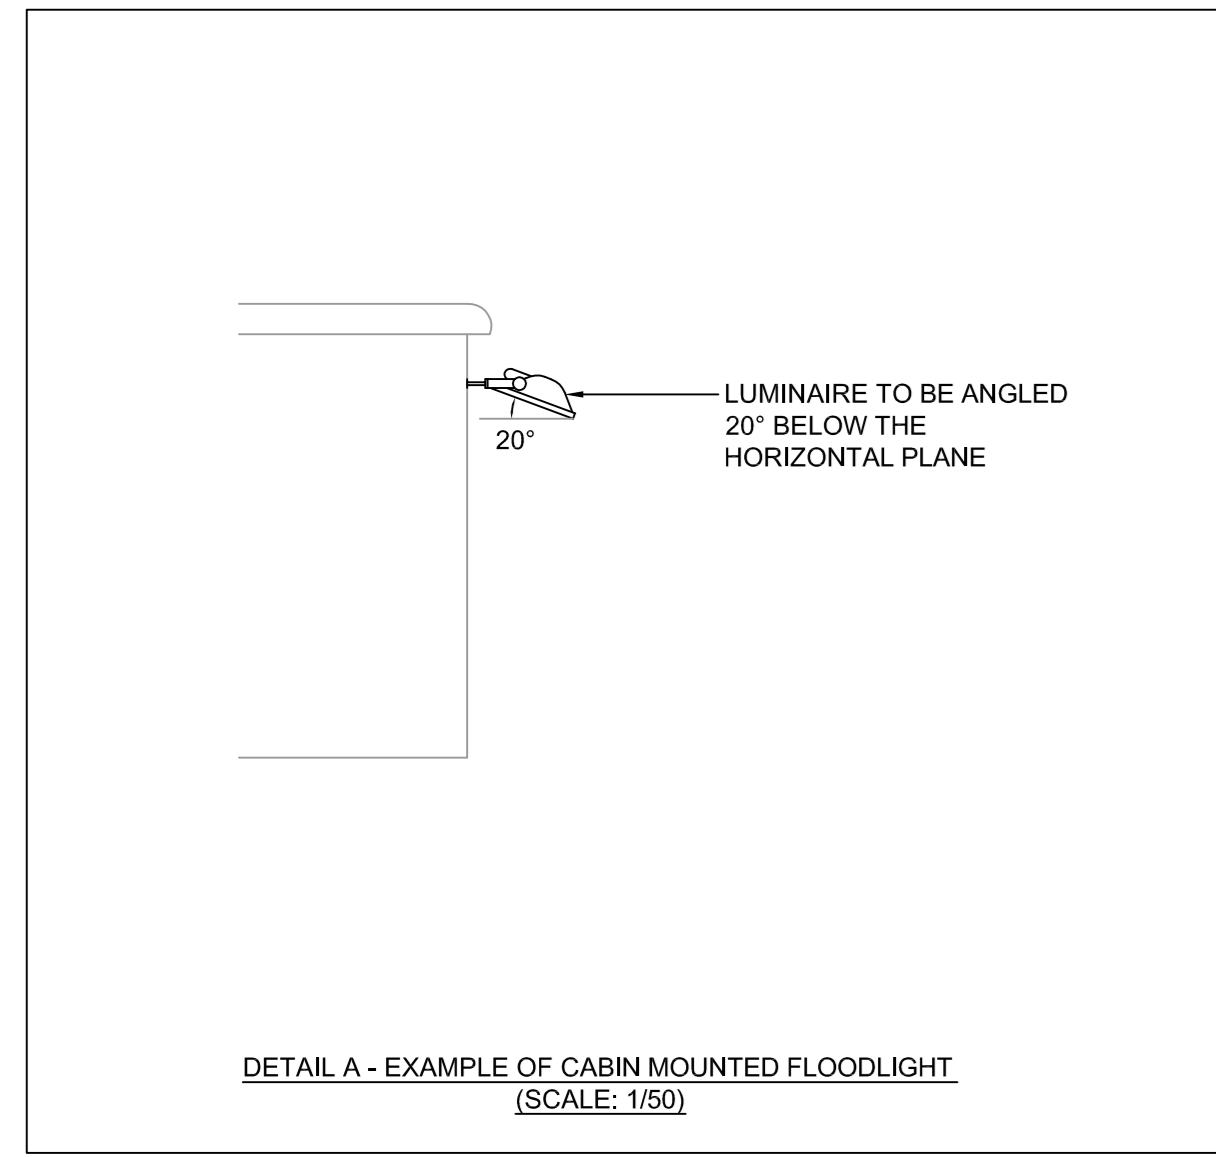 LUMINAIRE TO BE ANGLED
20° BELOW THE
HORIZONTAL PLANE
20°
DETAIL A - EXAMPLE OF CABIN MOUNTED FLOODLIGHT
(SCALE: 1/50)